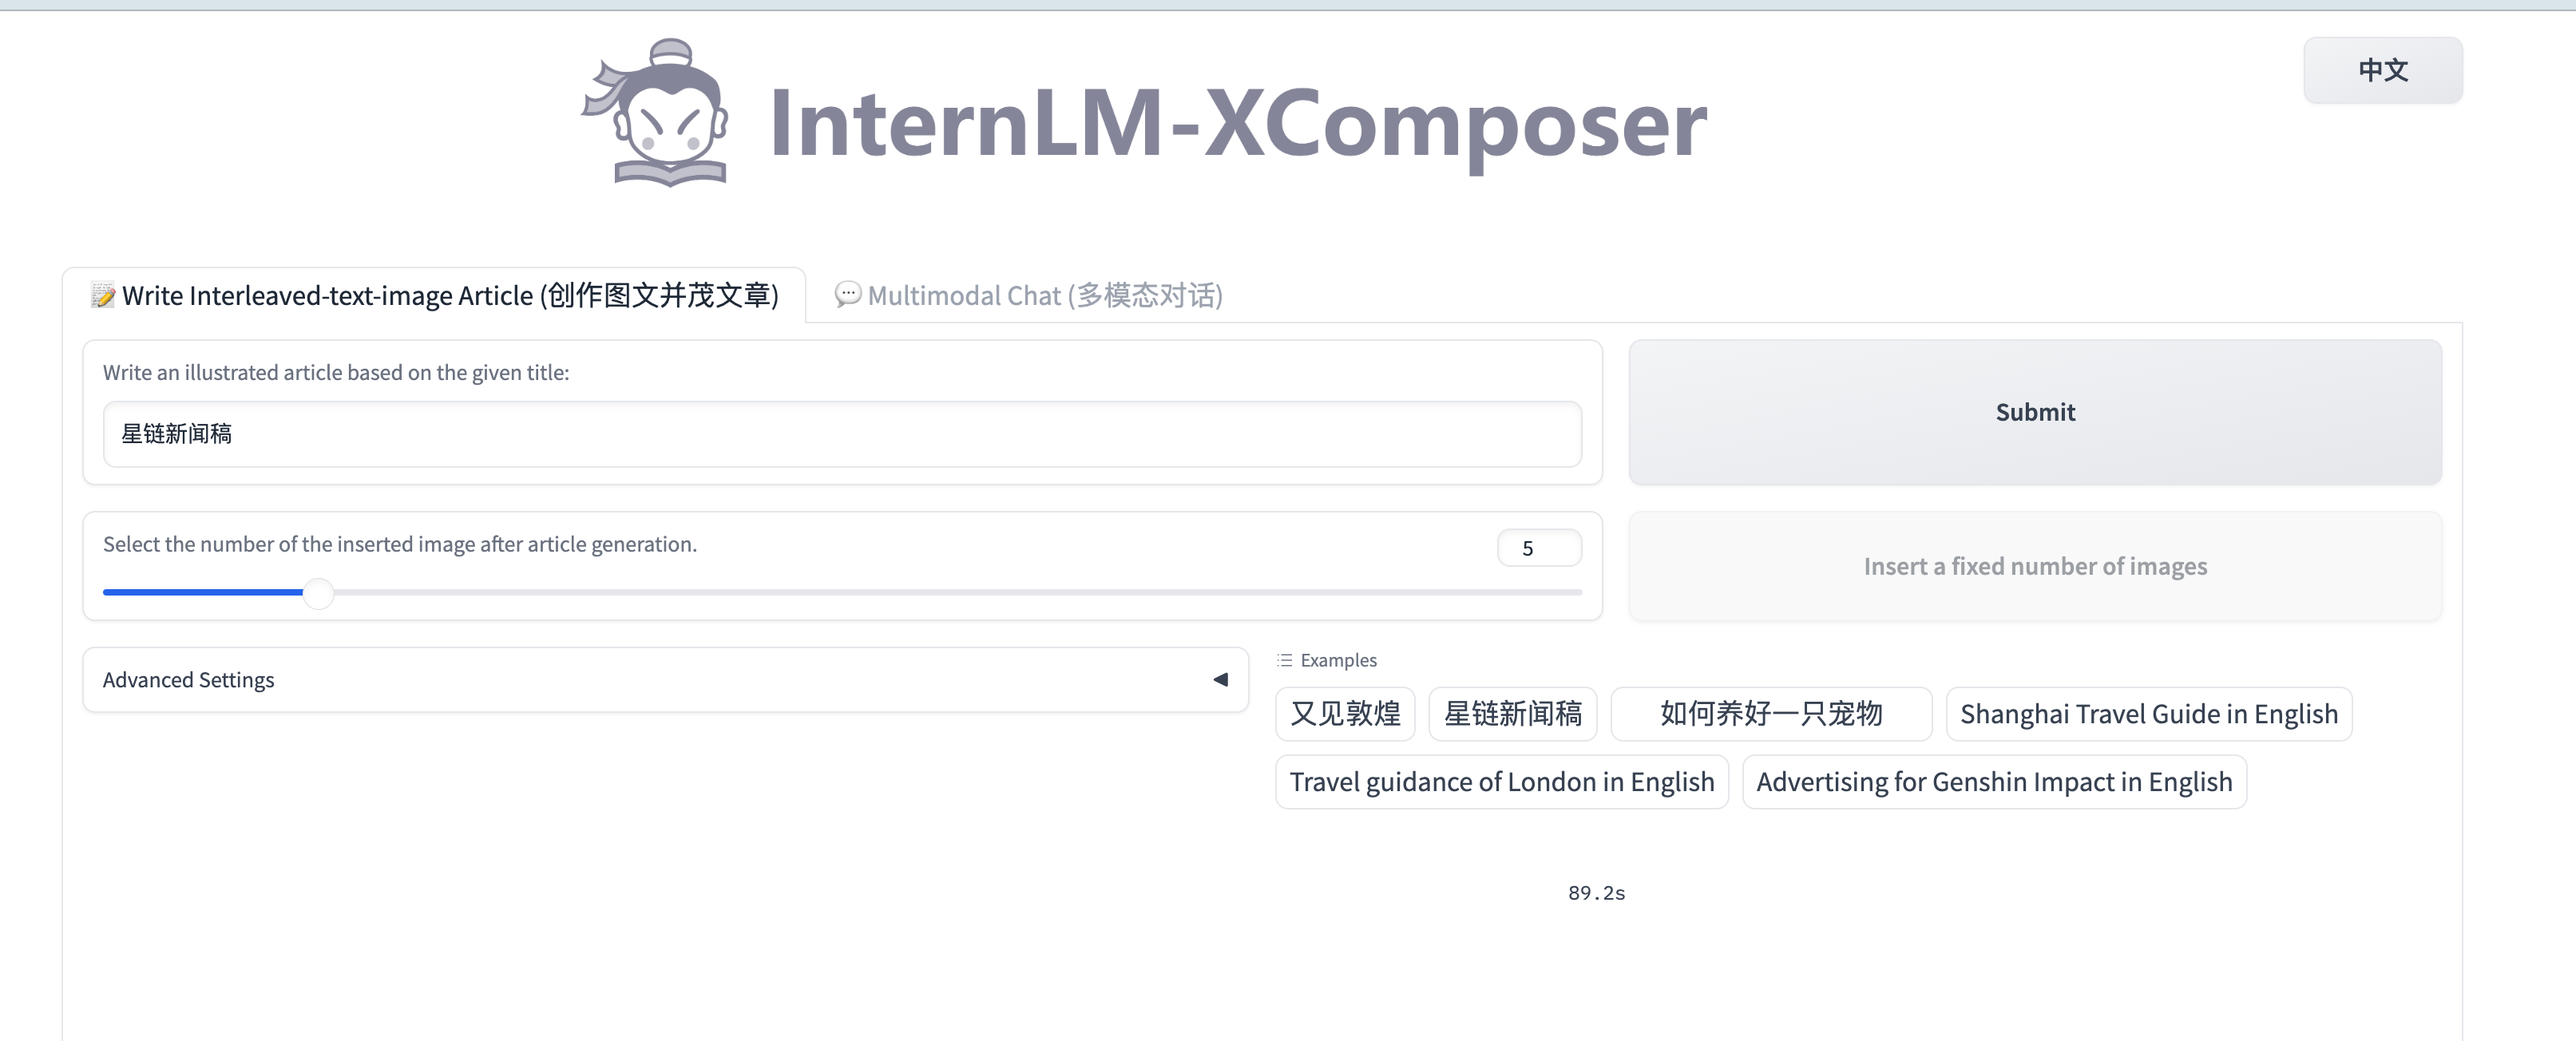 中文
InternLM-XComposer
📝 Write Interleaved-text-image Article (创作图文并茂文章)
💬 Multimodal Chat (多模态对话)
Write an illustrated article based on the given title:
星链新闻稿
Submit
Select the number of the inserted image after article generation.
5
Insert a fixed number of images
Advanced Settings
Examples
又见敦煌
星链新闻稿
如何养好一只宠物
Shanghai Travel Guide in English
Travel guidance of London in English
Advertising for Genshin Impact in English
89.2s